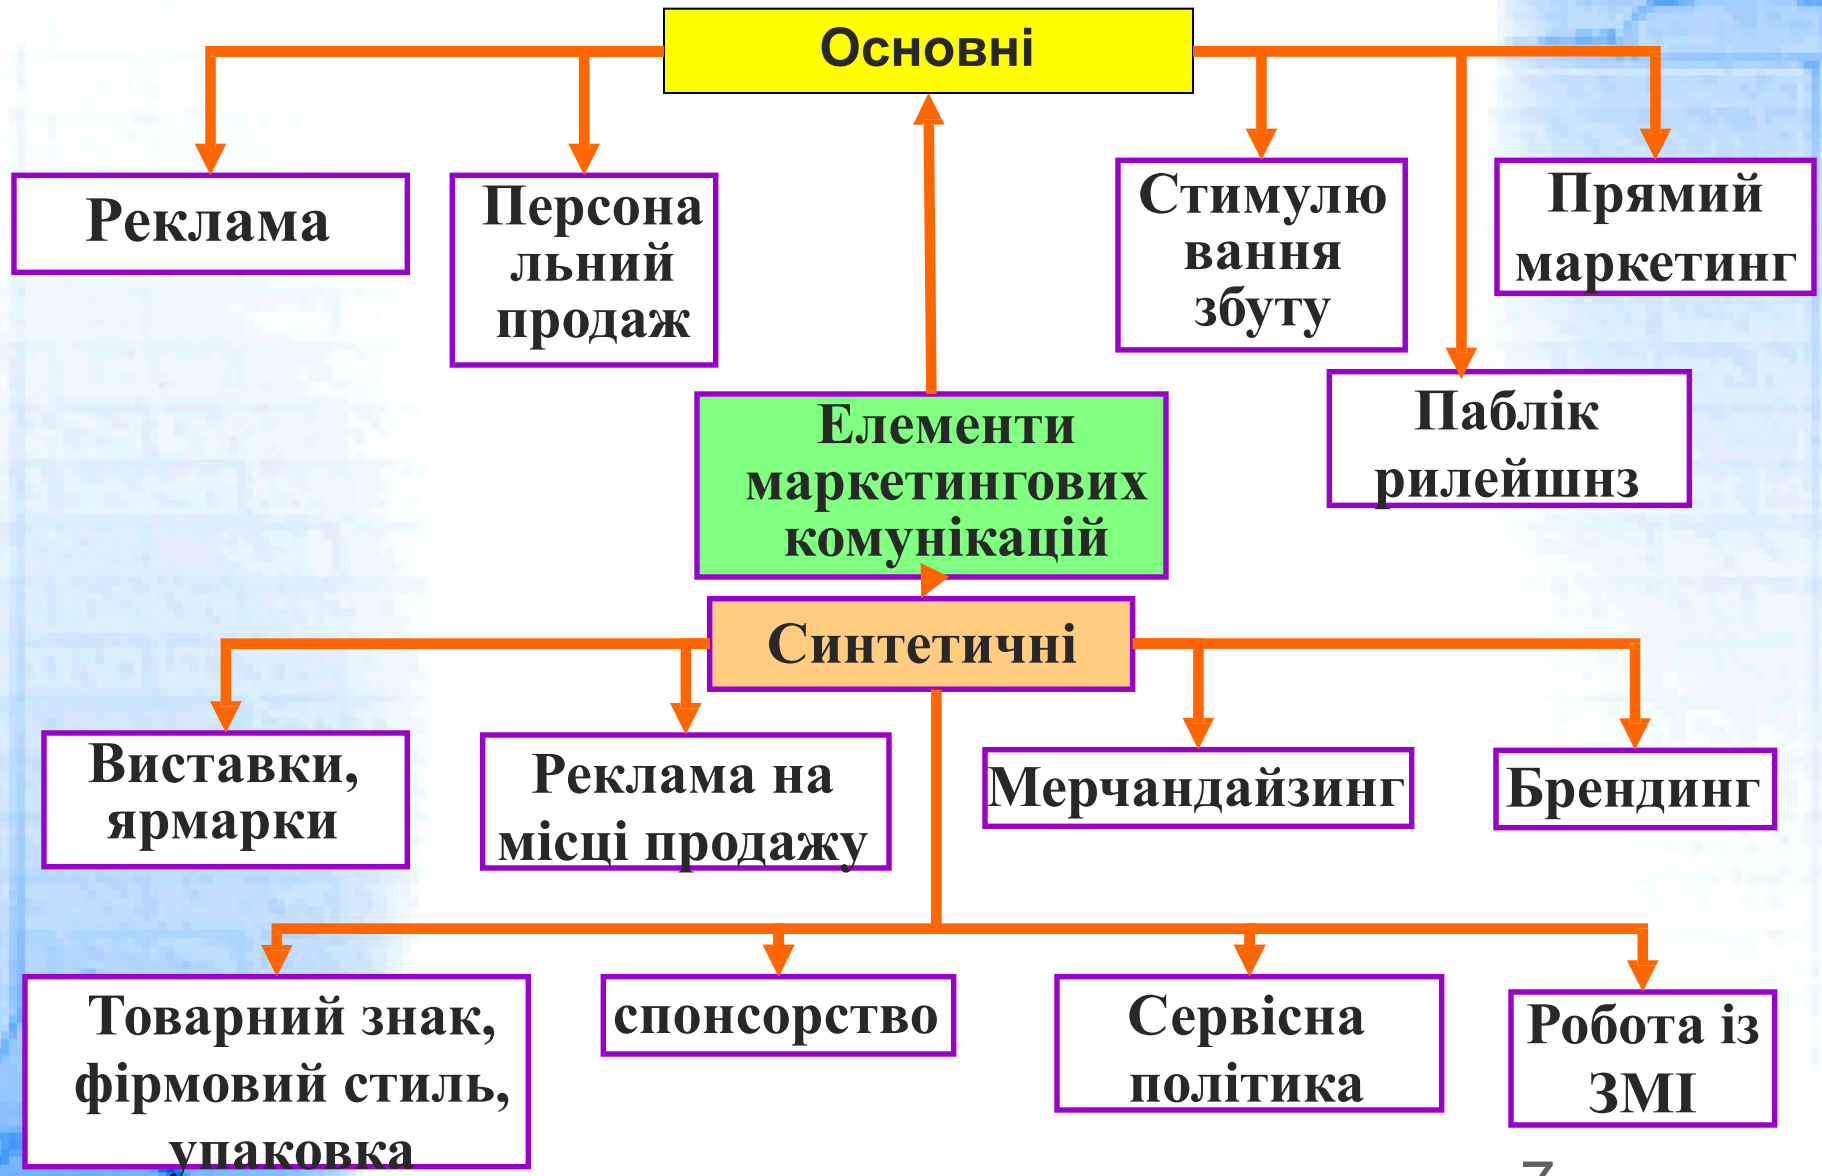 Основні
Реклама
Персона
льний
продаж
Стимулю
вання
збуту
Прямий
маркетинг
Паблік
рилейшнз
Елементи
маркетингових
комунікацій
Синтетичні
Виставки,
ярмарки
Реклама на
місці продажу
Мерчандайзинг
Брендинг
Товарний знак,
фірмовий стиль,
упаковка
спонсорство
Сервісна
політика
Робота із
ЗМІ
7